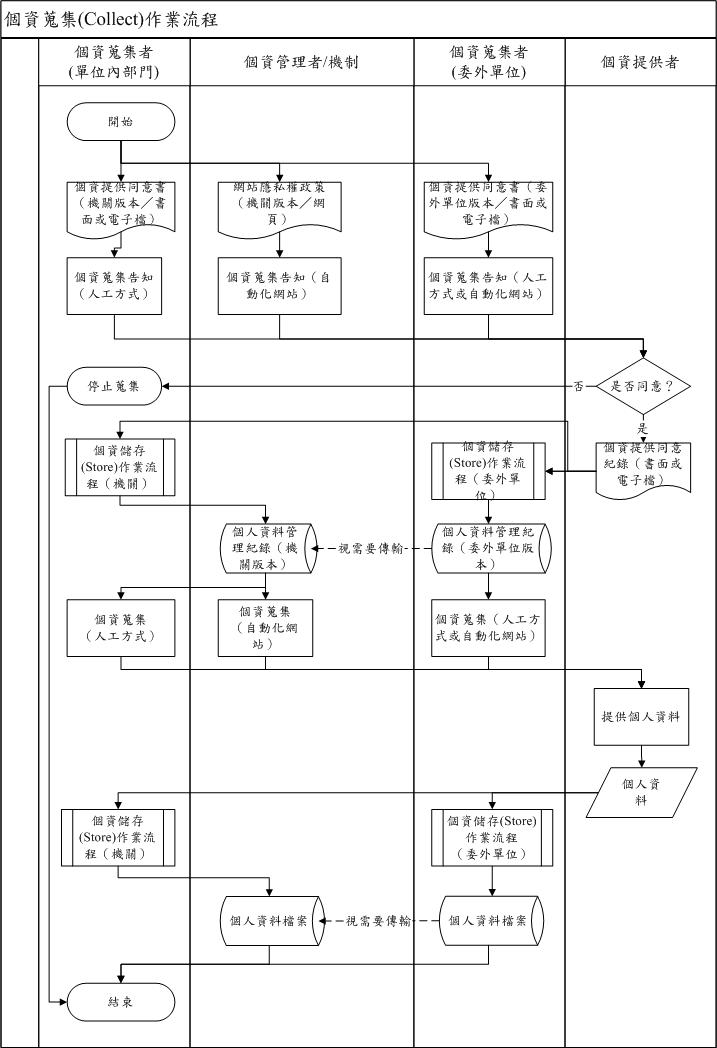 個資蒐集(Collect)作業流程
個資蒐集者
(單位內部門)
個資管理者/機制
個資蒐集者
(委外單位)
個資提供者
開始
個資提供同意書
（機關版本／書
面或電子檔）
網站隱私權政策
（機關版本／網
頁）
個資提供同意書（委
外單位版本／書面或
電子檔）
個資蒐集告知
（人工方式）
個資蒐集告知（自
動化網站）
個資蒐集告知（人工
方式或自動化網站）
停止蒐集
否
是否同意？
是
個資儲存
(Store)作業流
程（機關）
個資儲存
(Store)作業流
程（委外單
位）
個資提供同意
紀錄（書面或
電子檔）
個人資料管
理紀錄（機
關版本）
視需要傳輸
個人資料管理紀
錄（委外單位版
本）
個資蒐集
（人工方式）
個資蒐集
（自動化網
站）
個資蒐集（人工方
式或自動化網站）
提供個人資料
個人資
料
個資儲存
(Store)作業流
程（機關）
個資儲存(Store)
作業流程
（委外單位）
個人資料檔案
視需要傳輸
個人資料檔案
結束